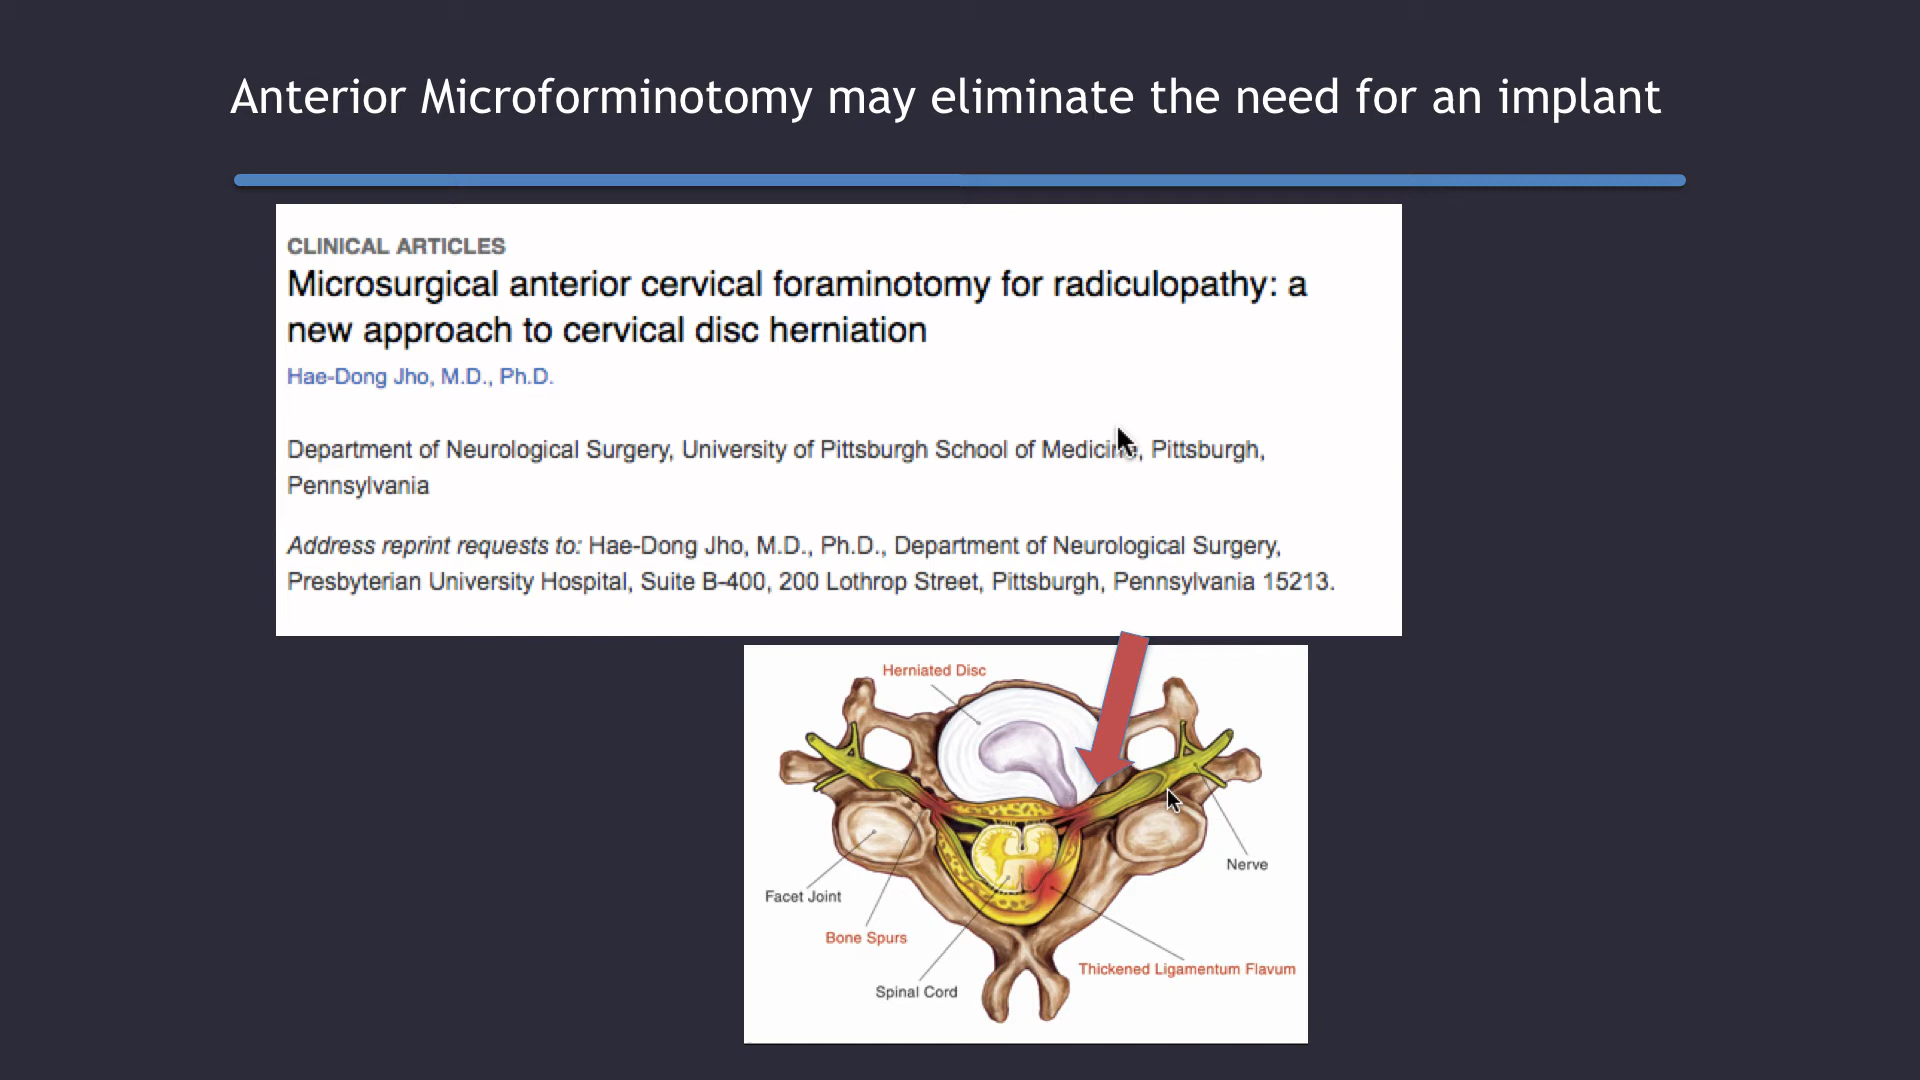 Anterior Microforminotomy may eliminate the need for an implant
CLINICAL ARTICLES
Microsurgical anterior cervical foraminotomy for radiculopathy: a
new approach to cervical disc herniation
Hae-Dong Jho, M.D., Ph.D.
Department of Neurological Surgery, University of Pittsburgh School of Medicine, Pittsburgh,
Pennsylvania
Address reprint requests to: Hae-Dong Jho, M.D., Ph.D., Department of Neurological Surgery,
Presbyterian University Hospital, Suite B-400, 200 Lothrop Street, Pittsburgh, Pennsylvania 15213.
Herniated Disc
Nerve
Facet Joint
Bone Spurs
Thickened Ligamentum Flavum
Spinal Cord